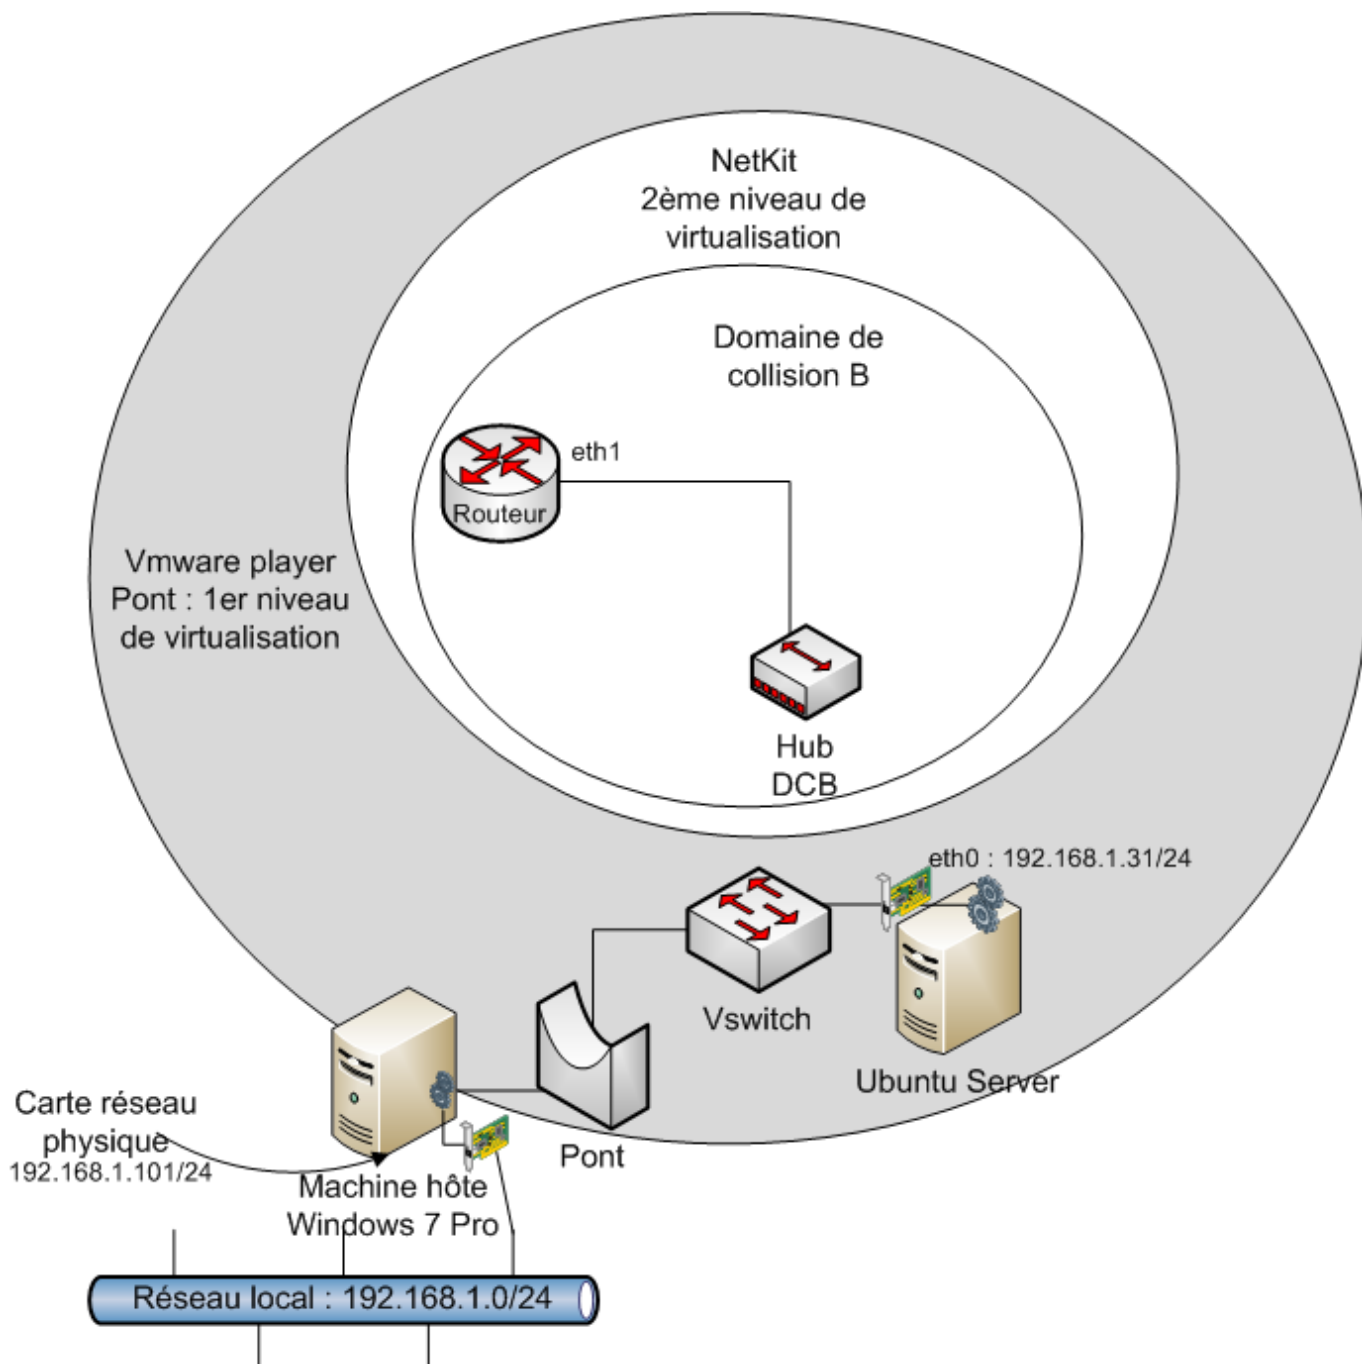 NetKit
2ème niveau de
virtualisation
Domaine de
collision B
eth1
Routeur
Vmware player
Pont : 1er niveau
de virtualisation
Hub
DCB
eth0 : 192.168.1.31/24
Vswitch
Ubuntu Server
Carte réseau
physique
192.168.1.101/24
Pont
Machine hôte
Windows 7 Pro
Réseau local : 192.168.1.0/24